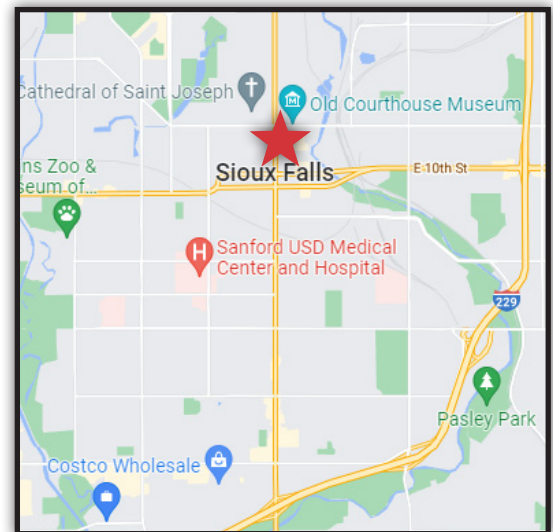 Cathedral of Saint Joseph
Old Courthouse Museum
Sioux Falls
E 10th St
ns Zoo &
seum of...
H
Sanford USD Medical
Center and Hospital
229
Pasley Park
Costco Wholesale